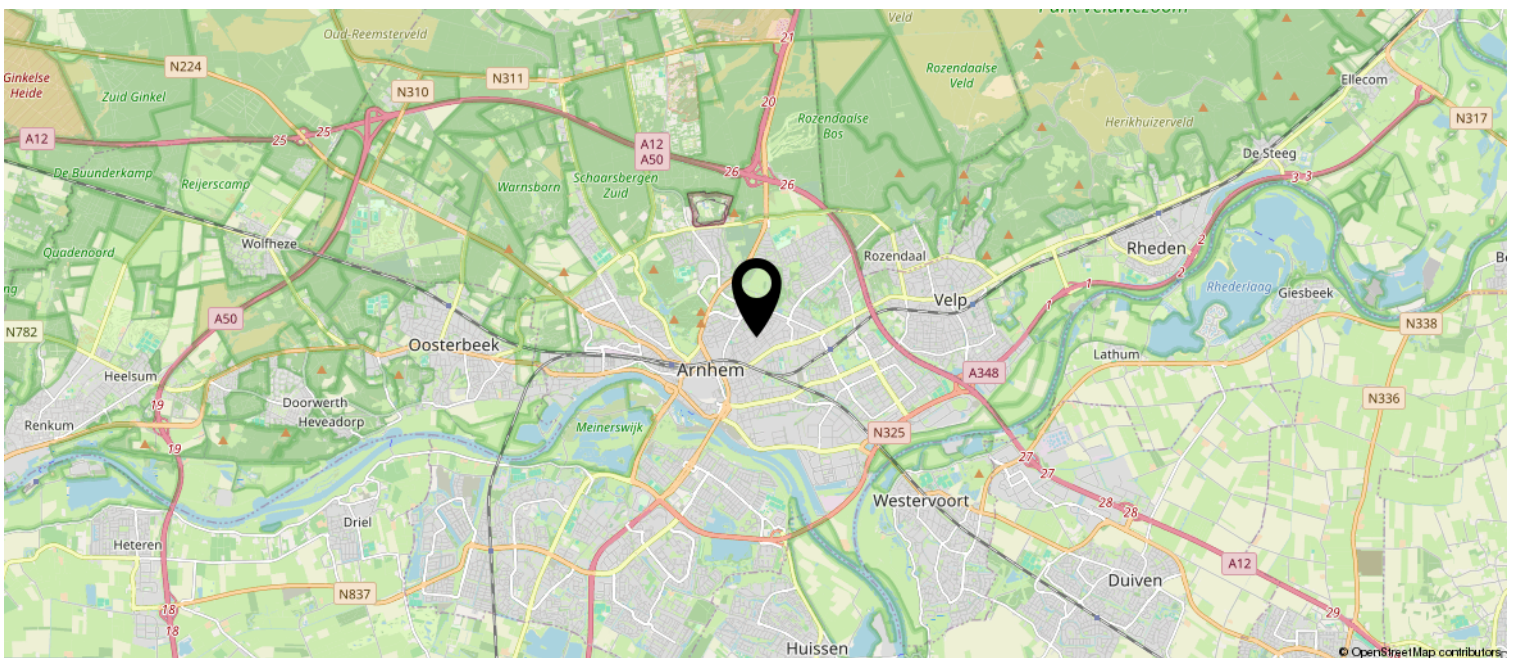 Park Veluwezoom
Veld
Oud-Reemsterveld
21
N224
N311
Ginkelse
Heide
Zuid Ginkel
N310
20
Rozendaalse
Veld
Ellecom
Rozendaalse
Bos
Herikhuizerveld
N317
A12
25
25
A12
A50
De Steeg
De Buunderkamp
Reijerscamp
Warnsborn
Schaarsbergen
Zuid
26
26
3
3
Quadenoord
Wolfheze
Rozendaal
Rheden
2
2
Rhederlaag
Giesbeek
ng
A50
Velp
1
1
N782
Oosterbeek
N338
Lathum
Heelsum
Arnhem
A348
N336
19
Doorwerth
Heveadorp
Renkum
Meinerswijk
N325
19
27
27
Westervoort
28
28
Driel
Heteren
A12
Duiven
N837
18
18
29
Huissen
© OpenStreetMap contributors